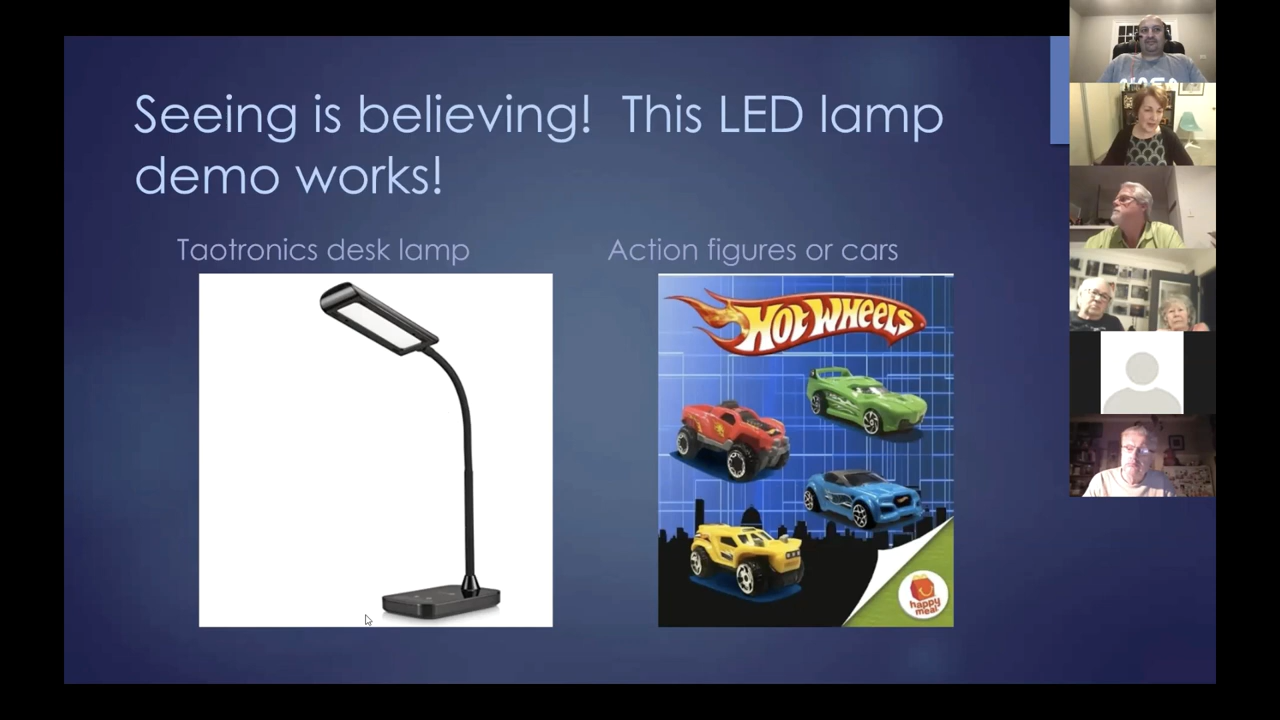 Seeing is believing! This LED lamp
demo works!
Taotronics desk lamp
Action figures or cars
HOT WHEELS
happy
meal
NASA